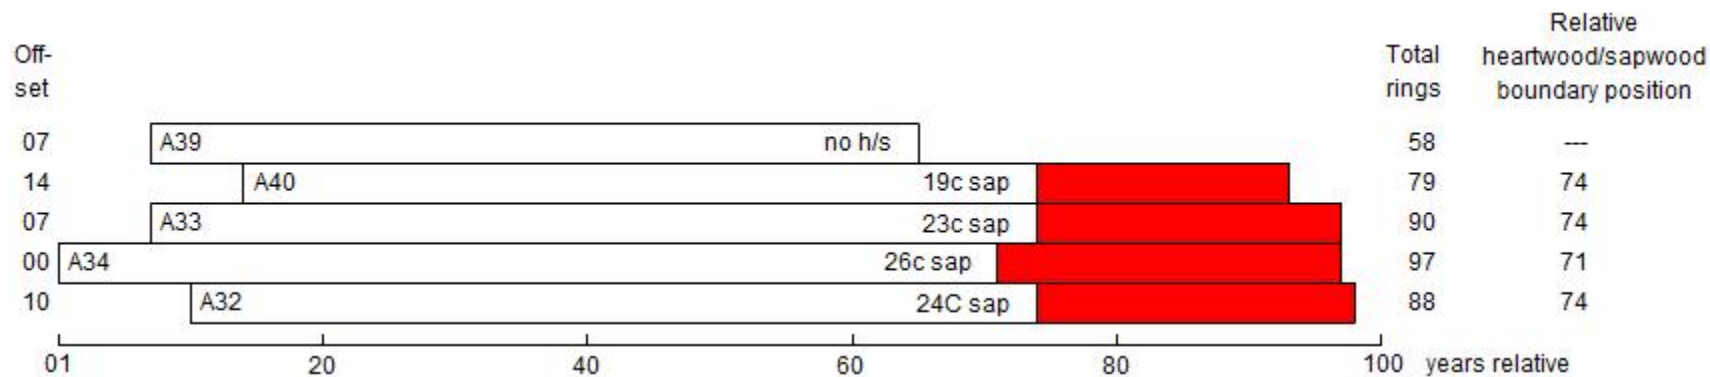 Relative
Off- Total heartwood/sapwood
set rings boundary position
07 A39 no h/s 58 ---
14 A40 19c sap 79 74
07 A33 23c sap 90 74
00 A34 26c sap 97 71
10 A32 24C sap 88 74
01 20 40 60 80 100 years relative